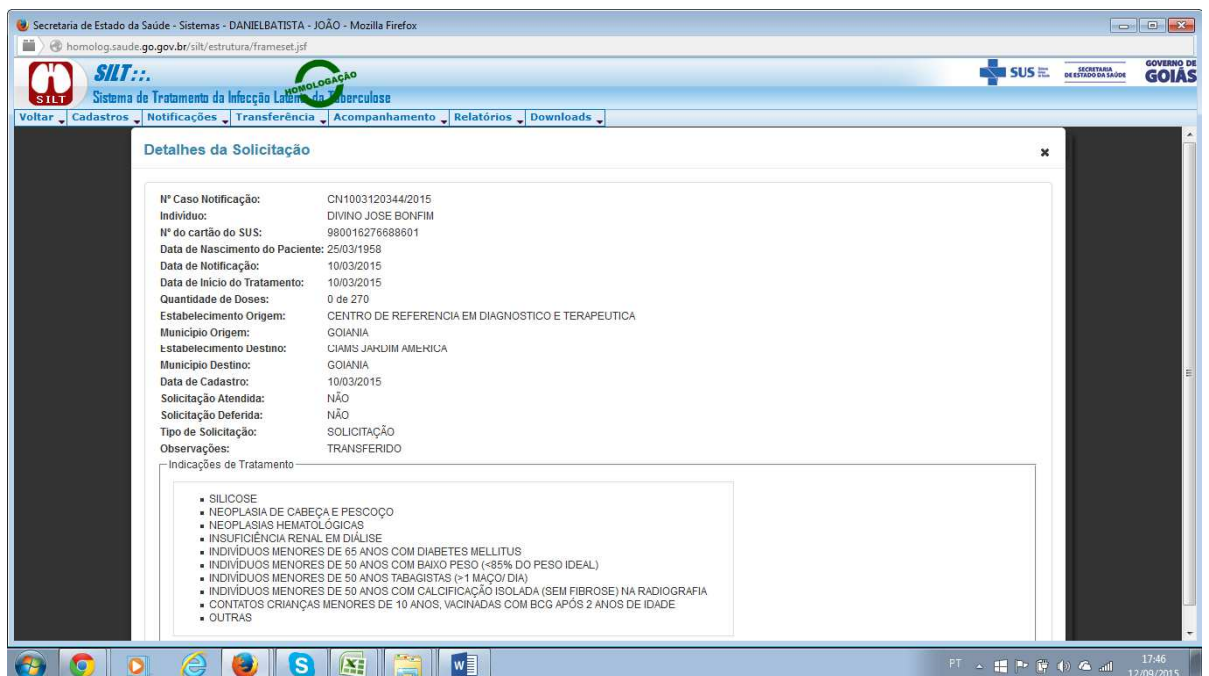 Secretaria de Estado da Saúde - Sistemas - DANIELBATISTA - JOÃO - Mozilla Firefox
homolog.saude.go.gov.br/silt/estrutura/frameset.jsf
SILT
SILT::.
HOMOLOGAÇÃO
Sistema de Tratamento da Infecção Latente da Tuberculose
SUS
SECRETARIA DE ESTADO DA SAÚDE
GOVERNO DE GOIÁS
Voltar Cadastros Notificações Transferência Acompanhamento Relatórios Downloads
Detalhes da Solicitação
Nº Caso Notificação: CN1003120344/2015
Indivíduo: DIVINO JOSE BONFIM
Nº do cartão do SUS: 980016276688601
Data de Nascimento do Paciente: 25/03/1958
Data de Notificação: 10/03/2015
Data de Início do Tratamento: 10/03/2015
Quantidade de Doses: 0 de 270
Estabelecimento Origem: CENTRO DE REFERENCIA EM DIAGNOSTICO E TERAPEUTICA
Município Origem: GOIANIA
Estabelecimento Destino: CIAMS JARDIM AMERICA
Município Destino: GOIANIA
Data de Cadastro: 10/03/2015
Solicitação Atendida: NÃO
Solicitação Deferida: NÃO
Tipo de Solicitação: SOLICITAÇÃO
Observações: TRANSFERIDO
Indicações de Tratamento
SILICOSE
NEOPLASIA DE CABEÇA E PESCOÇO
NEOPLASIAS HEMATOLÓGICAS
INSUFICIÊNCIA RENAL EM DIÁLISE
INDIVÍDUOS MENORES DE 65 ANOS COM DIABETES MELLITUS
INDIVÍDUOS MENORES DE 50 ANOS COM BAIXO PESO (<85% DO PESO IDEAL)
INDIVÍDUOS MENORES DE 50 ANOS TABAGISTAS (>1 MAÇO/ DIA)
INDIVÍDUOS MENORES DE 50 ANOS COM CALCIFICAÇÃO ISOLADA (SEM FIBROSE) NA RADIOGRAFIA
CONTATOS CRIANÇAS MENORES DE 10 ANOS, VACINADAS COM BCG APÓS 2 ANOS DE IDADE
OUTRAS
PT
17:46
12/09/2015